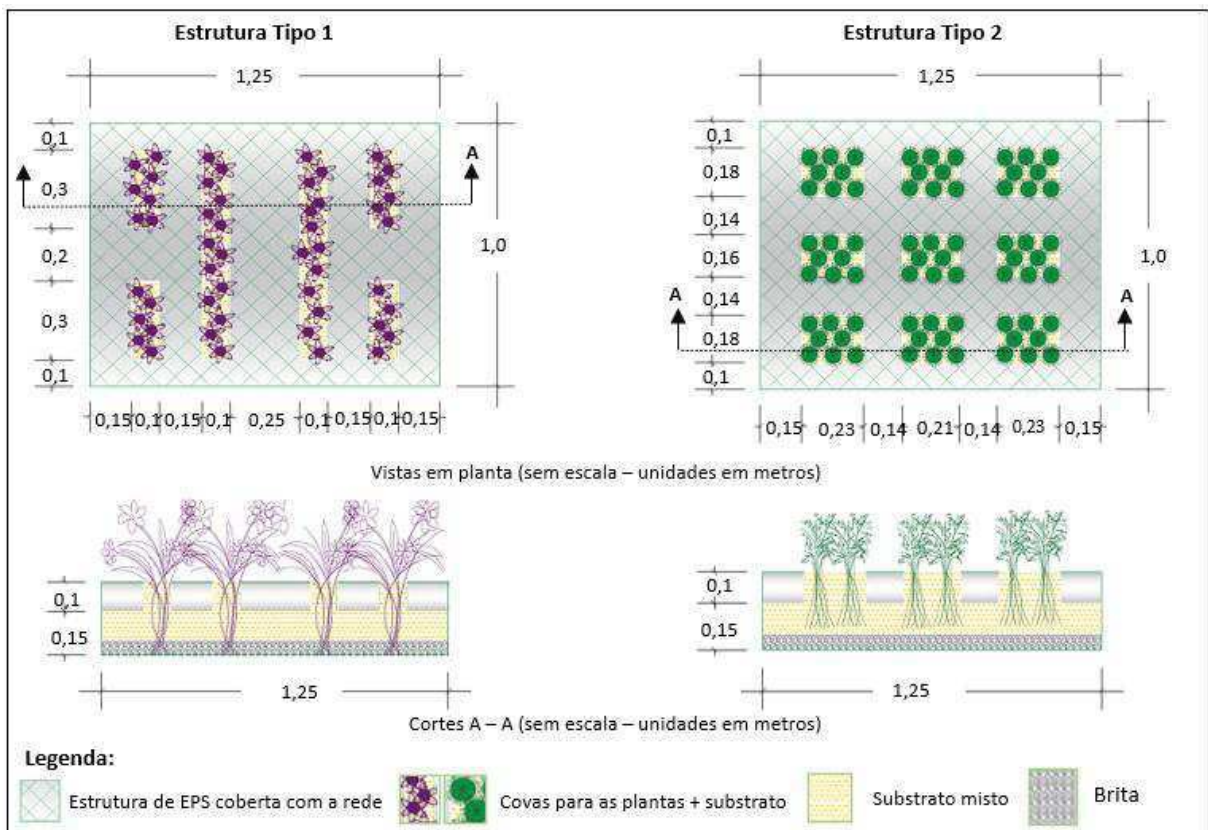 Estrutura Tipo 1
Estrutura Tipo 2
1,25
1,25
0,1
0,3
0,2
0,3
0,1
A
1,0
0,1
0,18
0,14
0,16
0,14
0,18
0,1
A
A
1,0
0,15 0,1 0,15 0,1 0,25 0,1 0,15 0,1 0,15
0,15 0,23 0,14 0,21 0,14 0,23 0,15
Vistas em planta (sem escala – unidades em metros)
0,1
0,15
1,25
0,1
0,15
1,25
Cortes A – A (sem escala – unidades em metros)
Legenda:
Estrutura de EPS coberta com a rede
Covas para as plantas + substrato
Substrato misto
Brita